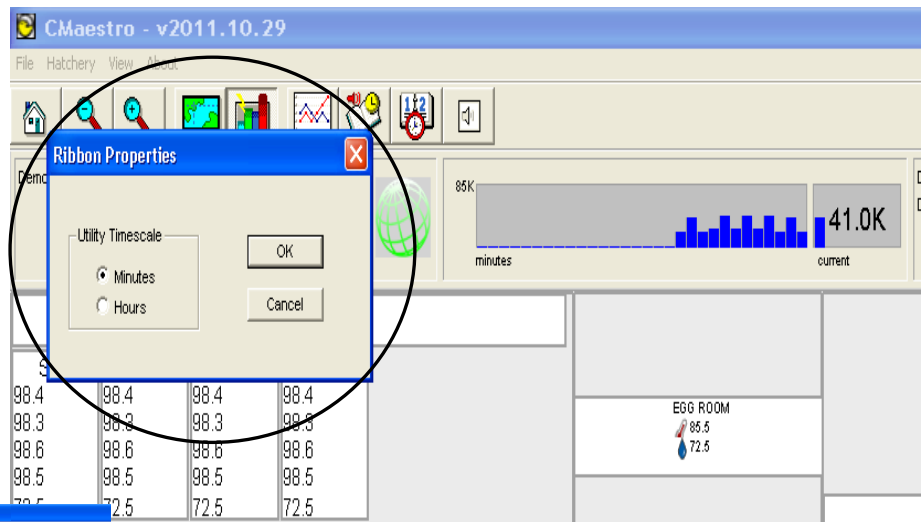 CMaestro - v2011.10.29
File Hatchery View About
Ribbon Properties
Demo
Utility Timescale
Minutes
Hours
OK
Cancel
85K
minutes
41.0K
current
D
D
S
98.4 98.4 98.4 98.4
98.3 98.3 98.3 98.3
98.6 98.6 98.6 98.6
98.5 98.5 98.5 98.5
72.5 72.5 72.5 72.5
EGG ROOM
85.5
72.5